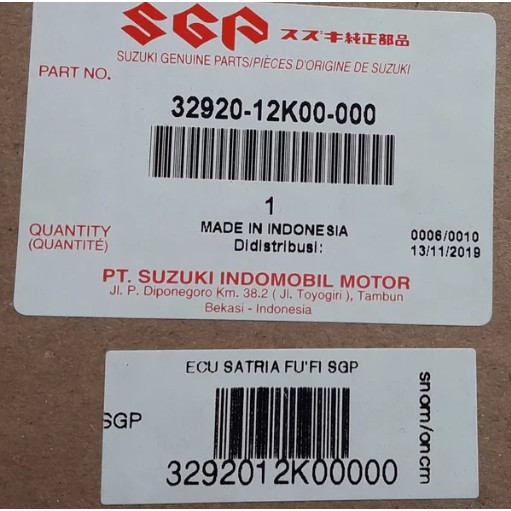 SGP スズキ純正部品
SUZUKI GENUINE PARTS/PIÈCES D'ORIGINE DE SUZUKI
PART NO.
32920-12K00-000
1
QUANTITY
(QUANTITÉ)
MADE IN INDONESIA
Didistribusi:
0006/0010
13/11/2019
PT. SUZUKI INDOMOBIL MOTOR
Jl. P. Diponegoro Km. 38.2 ( Jl. Toyogiri ), Tambun
Bekasi - Indonesia
ECU SATRIA FU'FI SGP
SGP
3292012K00000